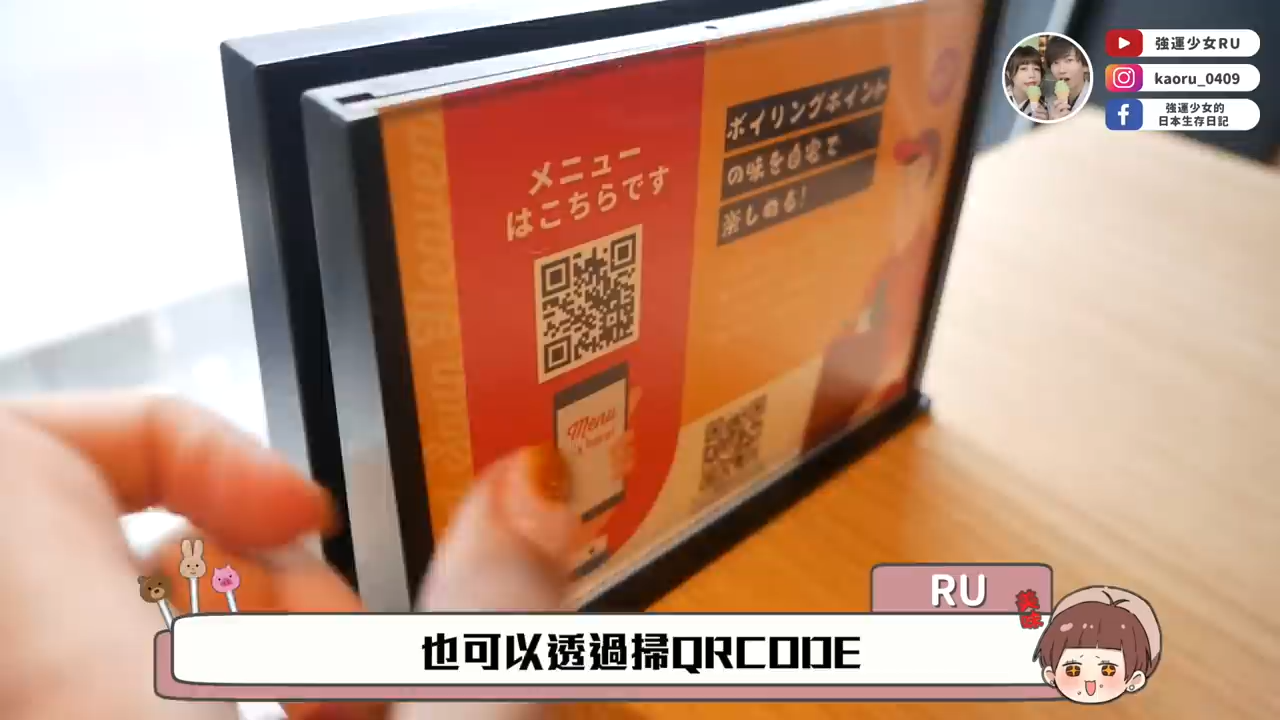 強運少女RU
kaoru_0409
強運少女的
日本生存日記
メニュー
はこちらです
ボイリングポイント
の味を自宅で
楽しめる!
Menu
RU
美味
也可以透過掃QRCODE